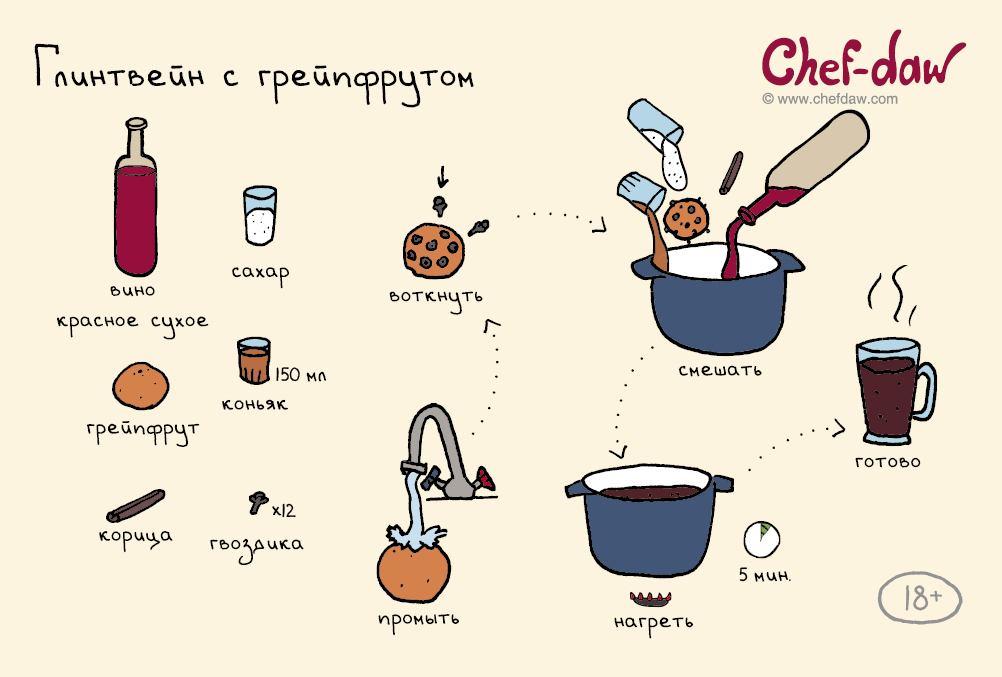 Глинтвейн с грейпфрутом
Chef-daw
© www.chefdaw.com
вино
красное сухое
сахар
грейпфрут
150 мл
коньяк
корица
x12
гвоздика
промыть
воткнуть
смешать
нагреть
5 мин.
готово
18+